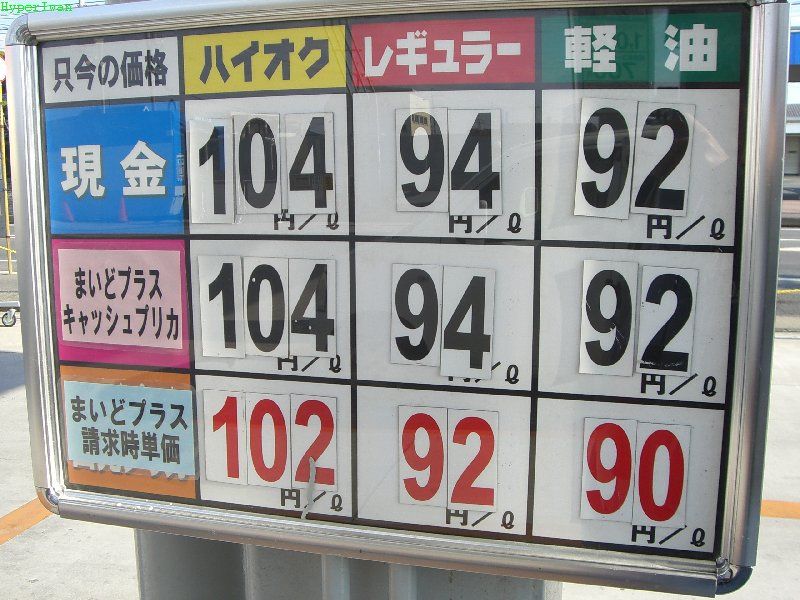 HyperIwan
只今の価格 ハイオク レギュラー 軽油
現金 104 94 92
円/ℓ 円/ℓ 円/ℓ
まいどプラス
キャッシュプリカ 104 94 92
円/ℓ 円/ℓ 円/ℓ
まいどプラス
請求時単価 102 92 90
円/ℓ 円/ℓ 円/ℓ